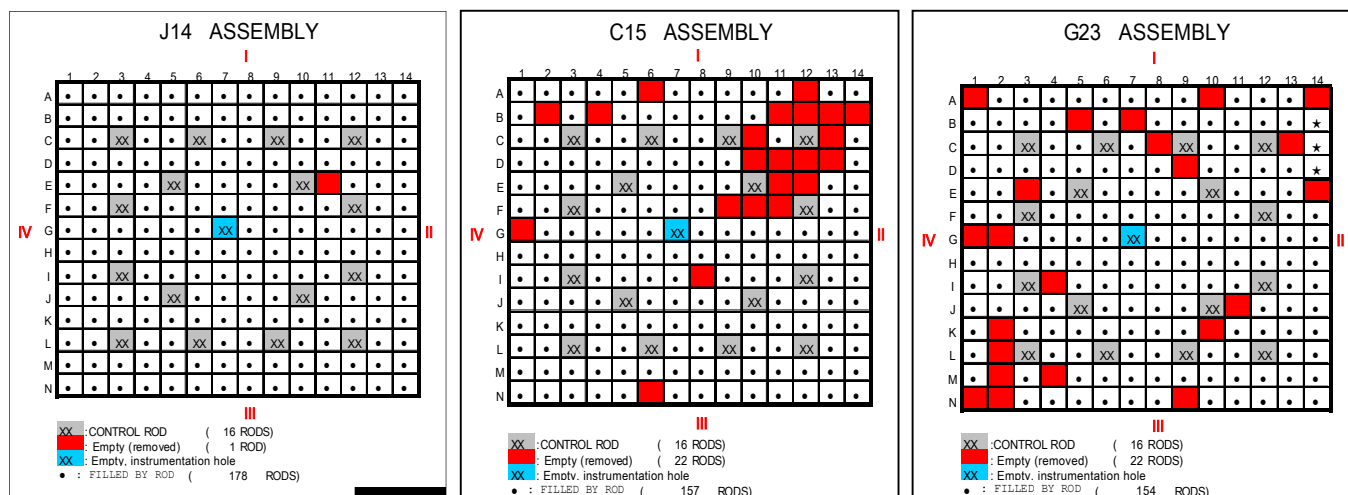 J14 ASSEMBLY
I
1 2 3 4 5 6 7 8 9 10 11 12 13 14
A
B
C XX XX XX XX
D
E XX XX
F XX XX
IV G XX II
H
I XX XX
J XX XX
K
L XX XX XX XX
M
N
III
XX :CONTROL ROD ( 16 RODS)
: Empty (removed) ( 1 ROD)
XX : Empty, instrumentation hole
• : FILLED BY ROD ( 178 RODS)
C15 ASSEMBLY
I
1 2 3 4 5 6 7 8 9 10 11 12 13 14
A
B
C XX XX XX XX
D
E XX XX
F XX XX
IV G XX II
H
I XX XX
J XX XX
K
L XX XX XX XX
M
N
III
XX :CONTROL ROD ( 16 RODS)
: Empty (removed) ( 22 RODS)
XX : Empty, instrumentation hole
• : FILLED BY ROD ( 157 RODS)
G23 ASSEMBLY
I
1 2 3 4 5 6 7 8 9 10 11 12 13 14
A
B ★
C XX XX XX XX ★
D ★
E XX XX
F XX XX
IV G XX II
H
I XX XX
J XX XX
K
L XX XX XX XX
M
N
III
XX :CONTROL ROD ( 16 RODS)
: Empty (removed) ( 22 RODS)
XX : Empty, instrumentation hole
• : FILLED BY ROD ( 154 RODS)